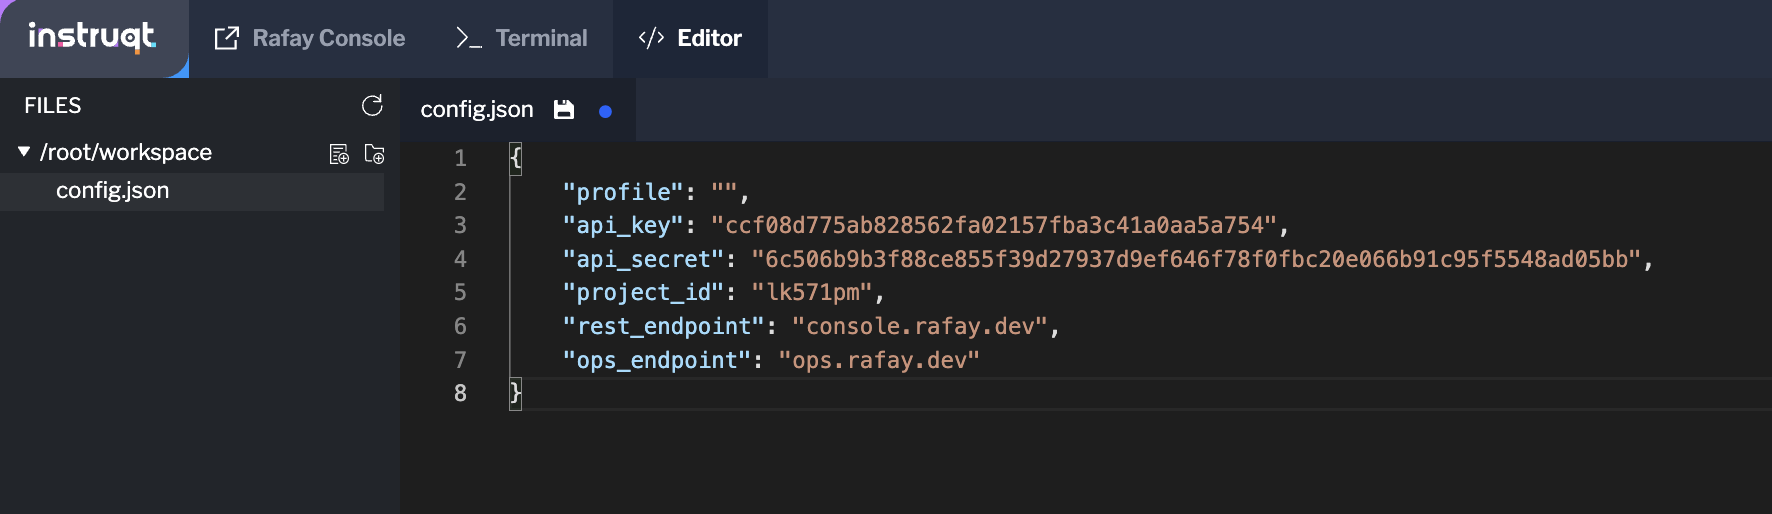 instruqt
Rafay Console
Terminal
</> Editor
FILES
config.json
/root/workspace
config.json
1 {
2 "profile": "",
3 "api_key": "ccf08d775ab828562fa02157fba3c41a0aa5a754",
4 "api_secret": "6c506b9b3f88ce855f39d27937d9ef646f78f0fbc20e066b91c95f5548ad05bb",
5 "project_id": "lk571pm",
6 "rest_endpoint": "console.rafay.dev",
7 "ops_endpoint": "ops.rafay.dev"
8 }